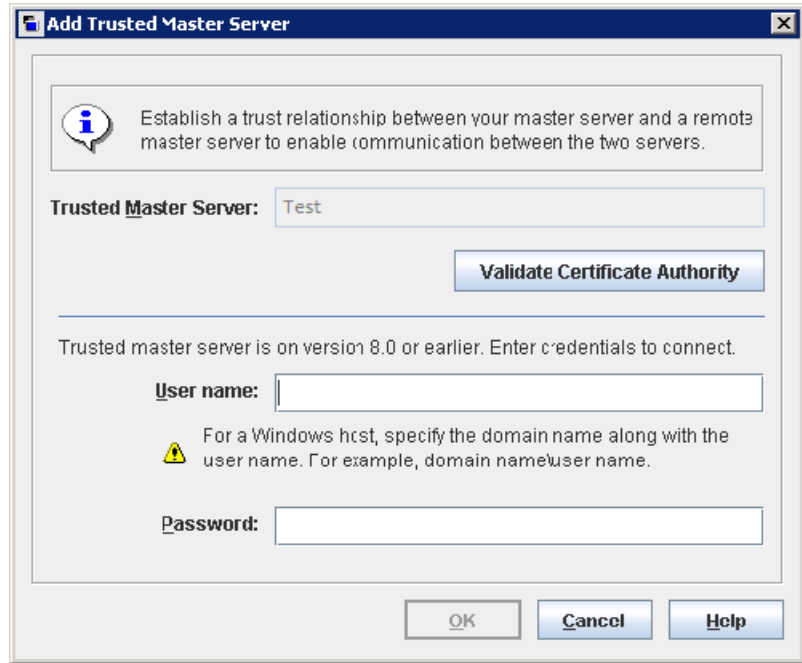 Add Trusted Master Server
Establish a trust relationship between your master server and a remote
master server to enable communication between the two servers.
Trusted Master Server: Test
Validate Certificate Authority
Trusted master server is on version 8.0 or earlier. Enter credentials to connect.
User name:
For a Windows host, specify the domain name along with the
user name. For example, domain name\user name.
Password:
OK Cancel Help